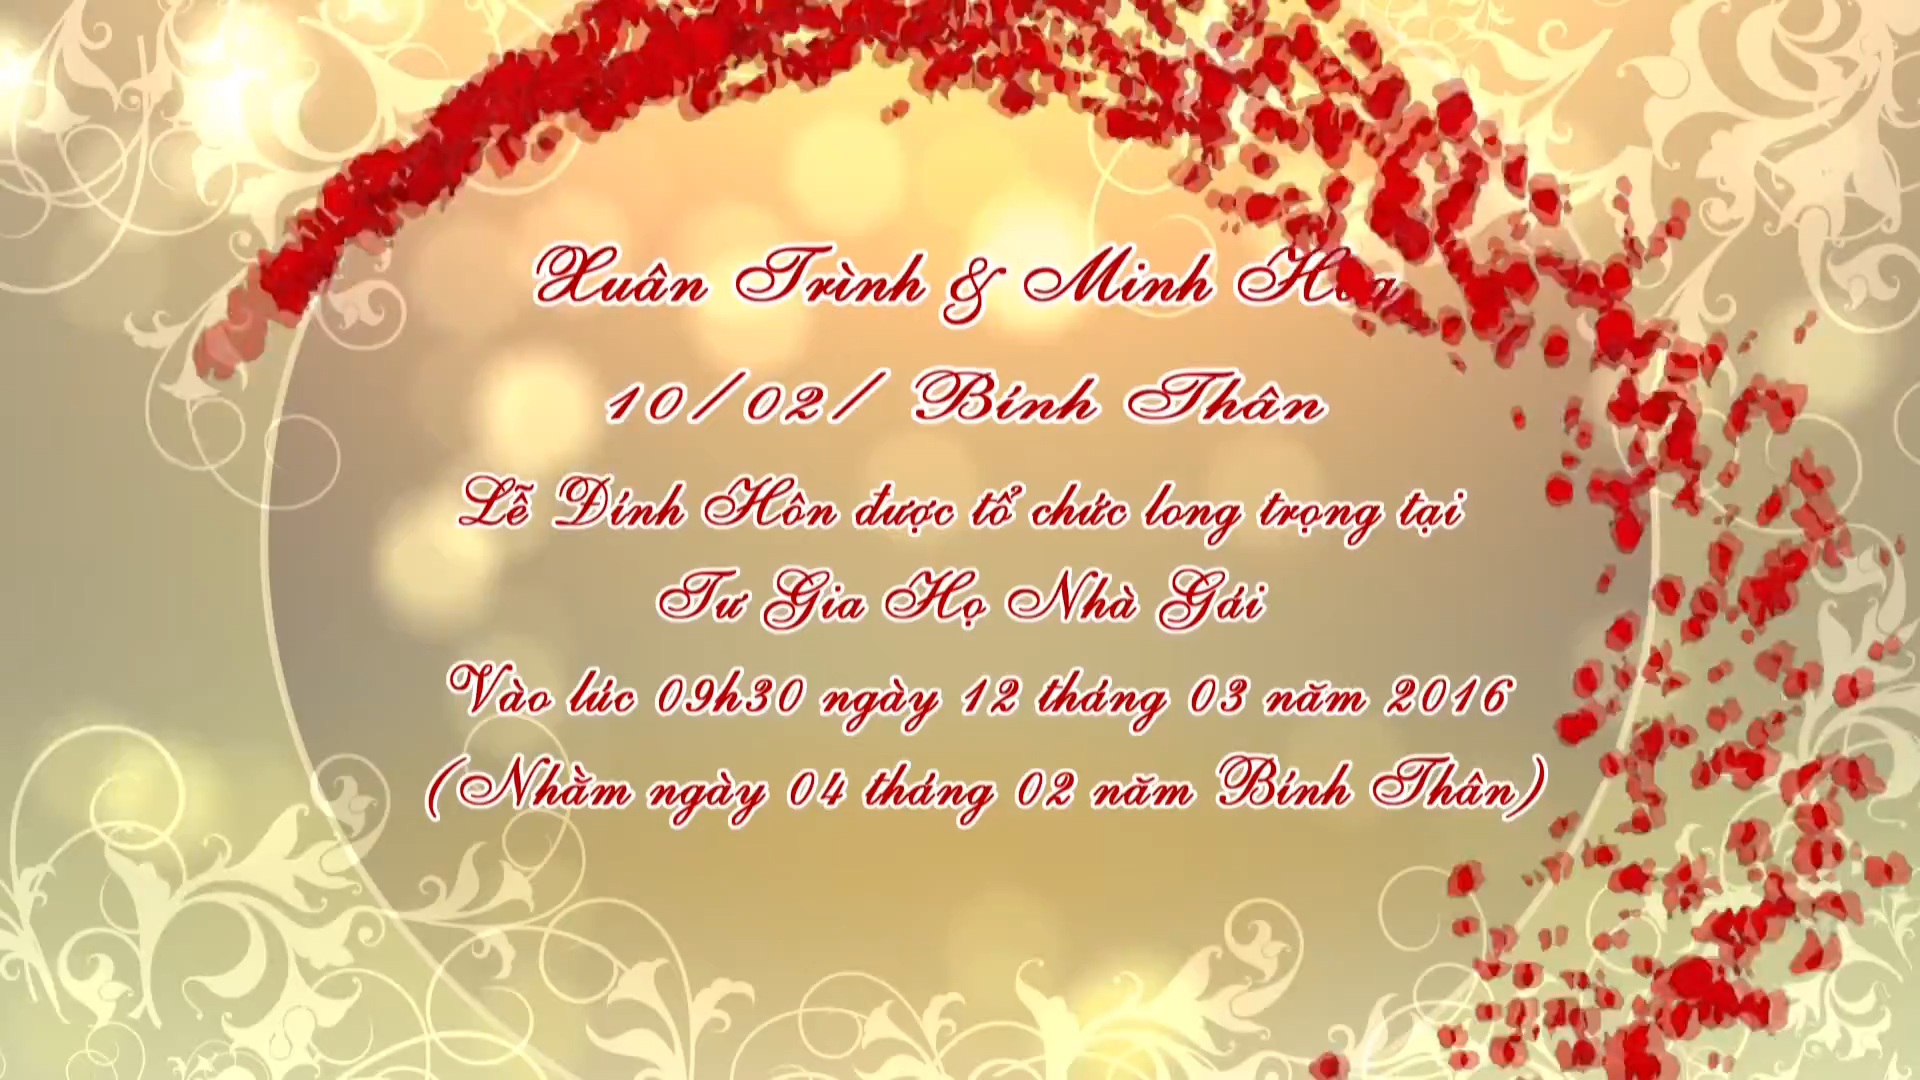 Xuân Trình & Minh Hoa
10/02/ Bính Thân
Lễ Đính Hôn được tổ chức long trọng tại
Tư Gia Họ Nhà Gái
Vào lúc 09h30 ngày 12 tháng 03 năm 2016
(Nhằm ngày 04 tháng 02 năm Bính Thân)